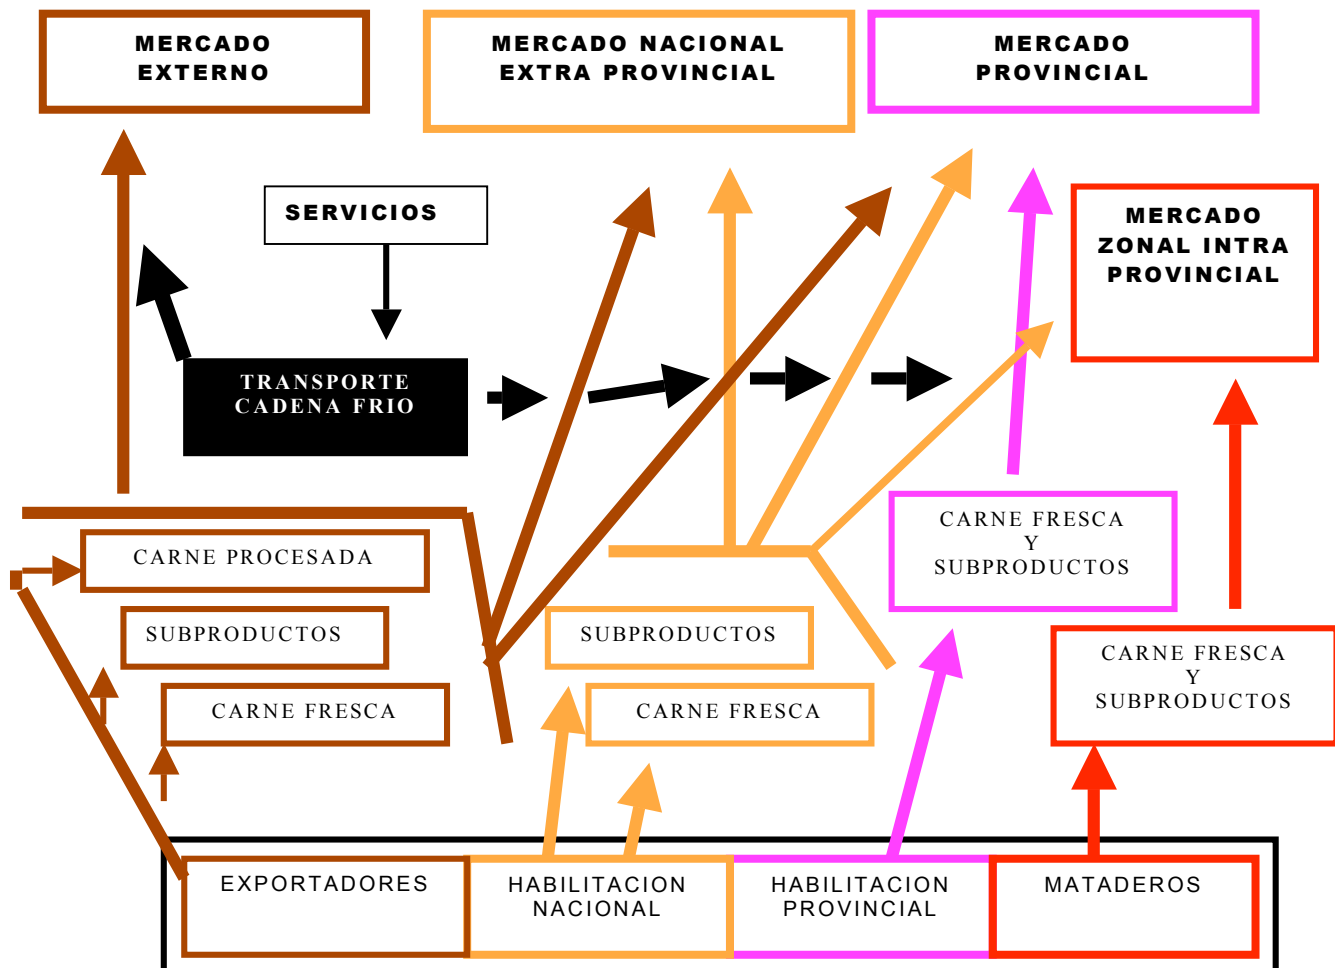 MERCADO
EXTERNO
MERCADO NACIONAL
EXTRA PROVINCIAL
MERCADO
PROVINCIAL
SERVICIOS
MERCADO
ZONAL INTRA
PROVINCIAL
TRANSPORTE
CADENA FRIO
CARNE PROCESADA
SUBPRODUCTOS
CARNE FRESCA
SUBPRODUCTOS
CARNE FRESCA
CARNE FRESCA
Y
SUBPRODUCTOS
CARNE FRESCA
Y
SUBPRODUCTOS
EXPORTADORES
HABILITACION
NACIONAL
HABILITACION
PROVINCIAL
MATADEROS